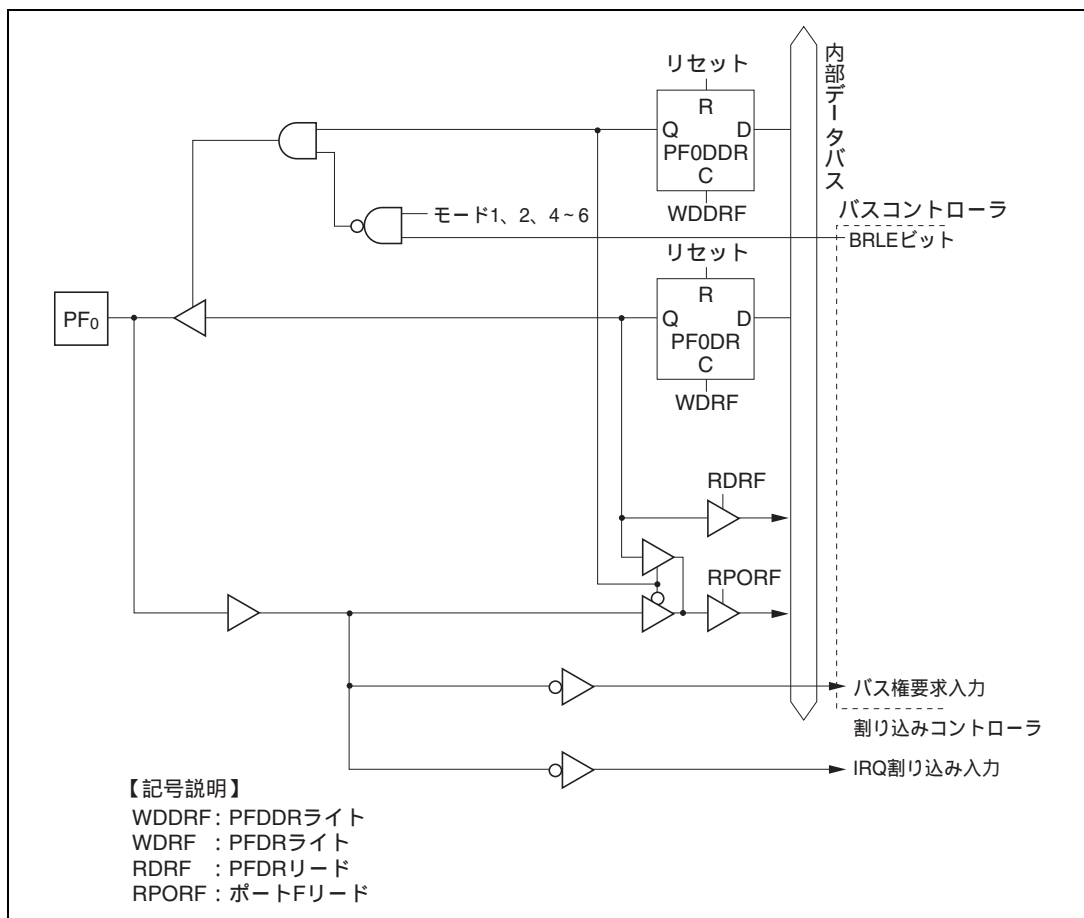 リセット
R
Q D
PF0DDR
C
WDDRF
内部データバス
バスコントローラ
モード1、2、4~6
BRLEビット
リセット
R
PF₀
Q D
PF0DR
C
WDRF
RDRF
RPORF
バス権要求入力
割り込みコントローラ
IRQ割り込み入力
【記号説明】
WDDRF : PFDDRライト
WDRF : PFDRライト
RDRF : PFDRリード
RPORF : ポートFリード